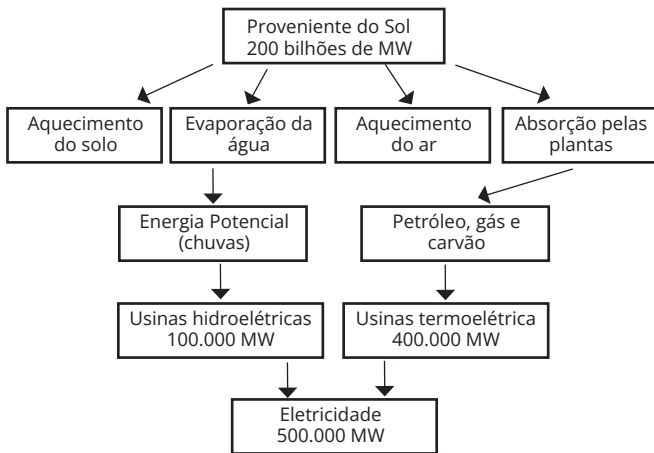 Proveniente do Sol
200 bilhões de MW
Aquecimento
do solo
Evaporação da
água
Aquecimento
do ar
Absorção pelas
plantas
Energia Potencial
(chuvas)
Petróleo, gás e
carvão
Usinas hidroelétricas
100.000 MW
Usinas termoelétrica
400.000 MW
Eletricidade
500.000 MW